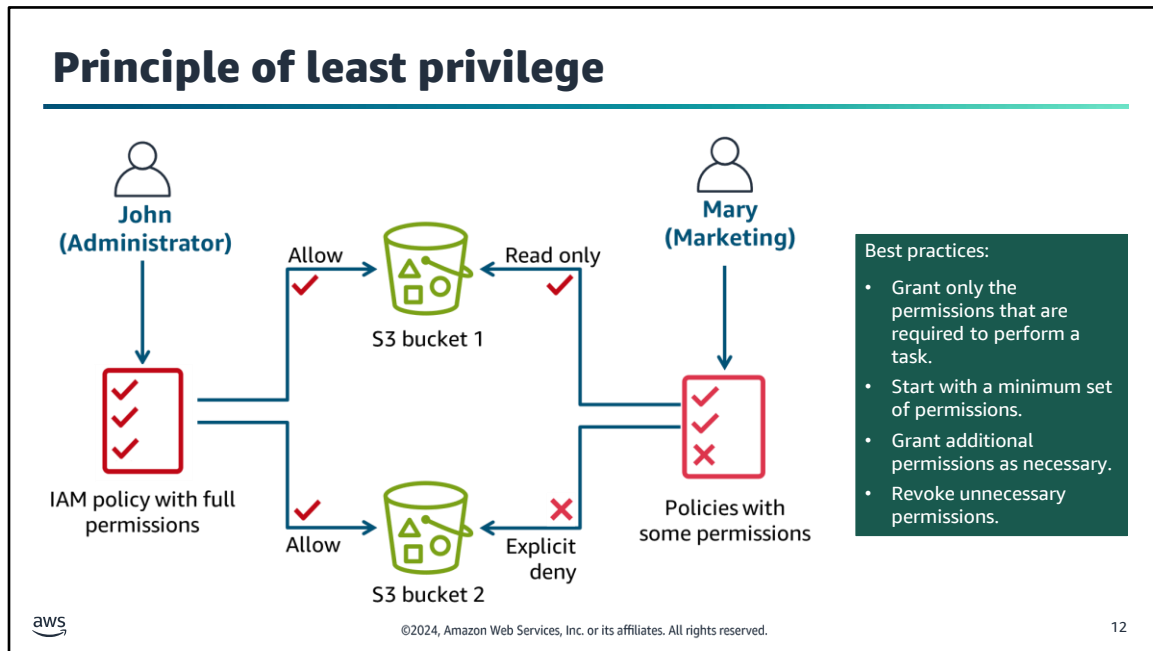 Principle of least privilege
John
(Administrator)
Mary
(Marketing)
Allow
Read only
S3 bucket 1
IAM policy with full
permissions
Policies with
some permissions
Allow
Explicit
deny
S3 bucket 2
Best practices:
• Grant only the
permissions that are
required to perform a
task.
• Start with a minimum set
of permissions.
• Grant additional
permissions as necessary.
• Revoke unnecessary
permissions.
aws
©2024, Amazon Web Services, Inc. or its affiliates. All rights reserved.
12